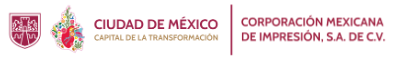 CIUDAD DE MÉXICO
CAPITAL DE LA TRANSFORMACIÓN
CORPORACIÓN MEXICANA
DE IMPRESIÓN, S.A. DE C.V.